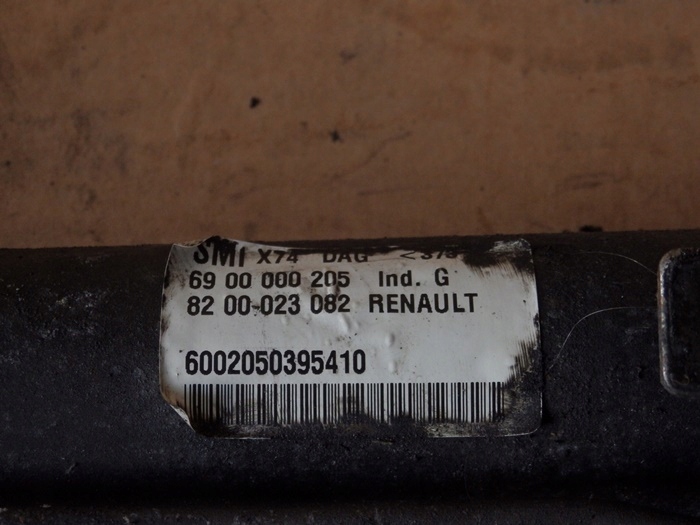 SMI X74 DAG
69 00 000 205 Ind. G
82 00 023 082 RENAULT
6002050395410